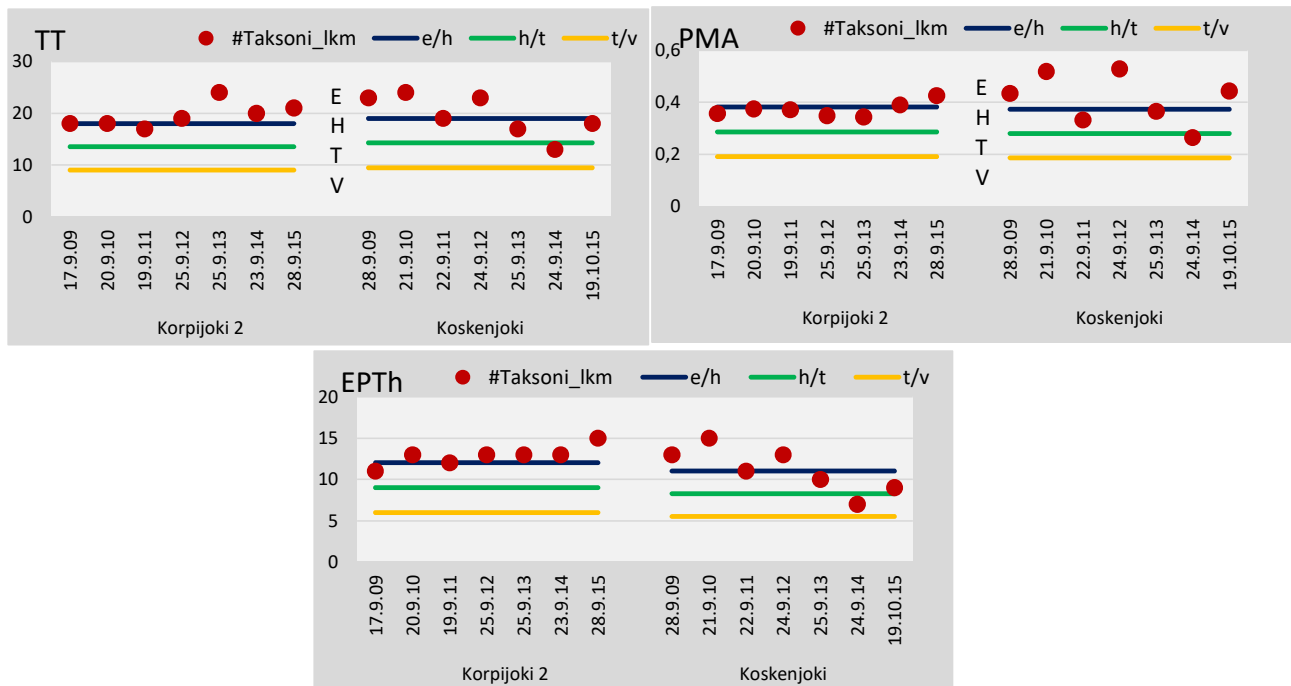 TT
#Taksoni_lkm e/h h/t t/v
30
20
10
0
E
H
T
V
17.9.09 20.9.10 19.9.11 25.9.12 25.9.13 23.9.14 28.9.15 28.9.09 21.9.10 22.9.11 24.9.12 25.9.13 24.9.14 19.10.15
Korpijoki 2 Koskenjoki
PMA
#Taksoni_lkm e/h h/t t/v
0,6
0,4
0,2
0
E
H
T
V
17.9.09 20.9.10 19.9.11 25.9.12 25.9.13 23.9.14 28.9.15 28.9.09 21.9.10 22.9.11 24.9.12 25.9.13 24.9.14 19.10.15
Korpijoki 2 Koskenjoki
EPTh
#Taksoni_lkm e/h h/t t/v
20
15
10
5
0
17.9.09 20.9.10 19.9.11 25.9.12 25.9.13 23.9.14 28.9.15 28.9.09 21.9.10 22.9.11 24.9.12 25.9.13 24.9.14 19.10.15
Korpijoki 2 Koskenjoki